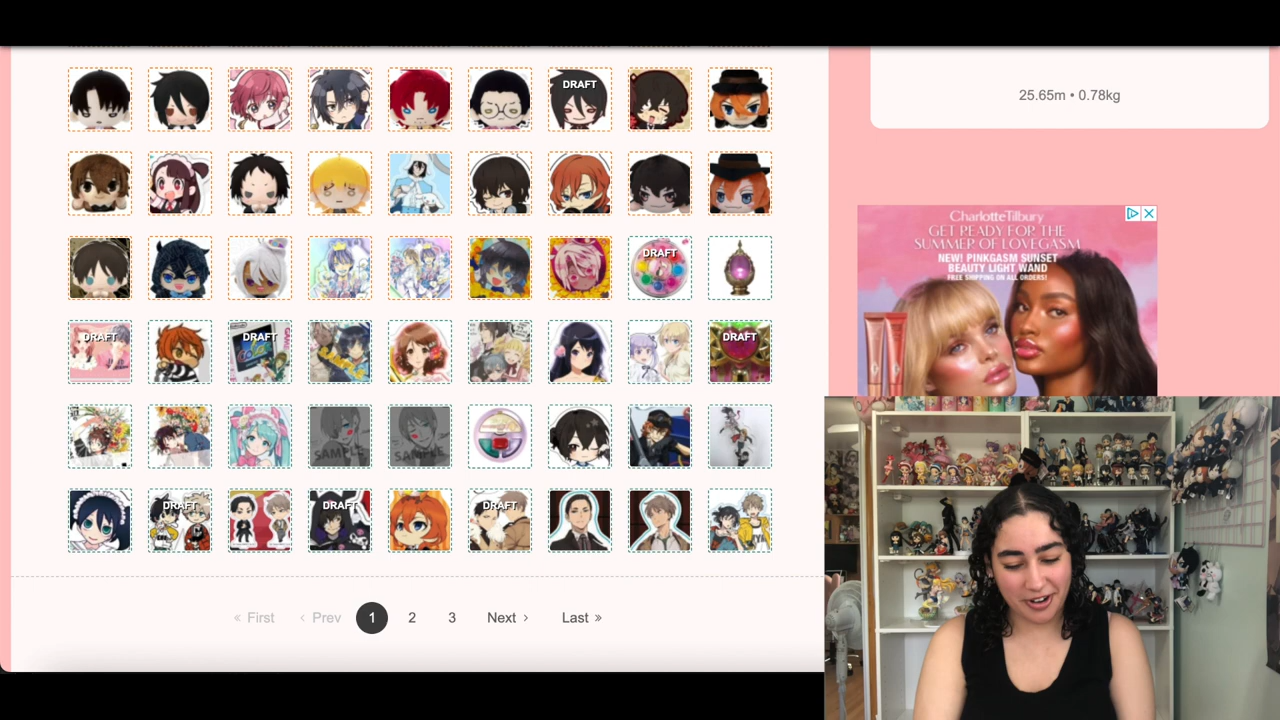 DRAFT
25.65m • 0.78kg
CharlotteTilbury
GET READY FOR THE
SUMMER OF LOVEGASM
NEW! PINKGASM SUNSET
BEAUTY LIGHT WAND
FREE SHIPPING ON ALL ORDERS!
DRAFT
DRAFT
DRAFT
DRAFT
SAMPLE
SAMPLE
DRAFT
DRAFT
DRAFT
« First
‹ Prev
1
2
3
Next ›
Last »